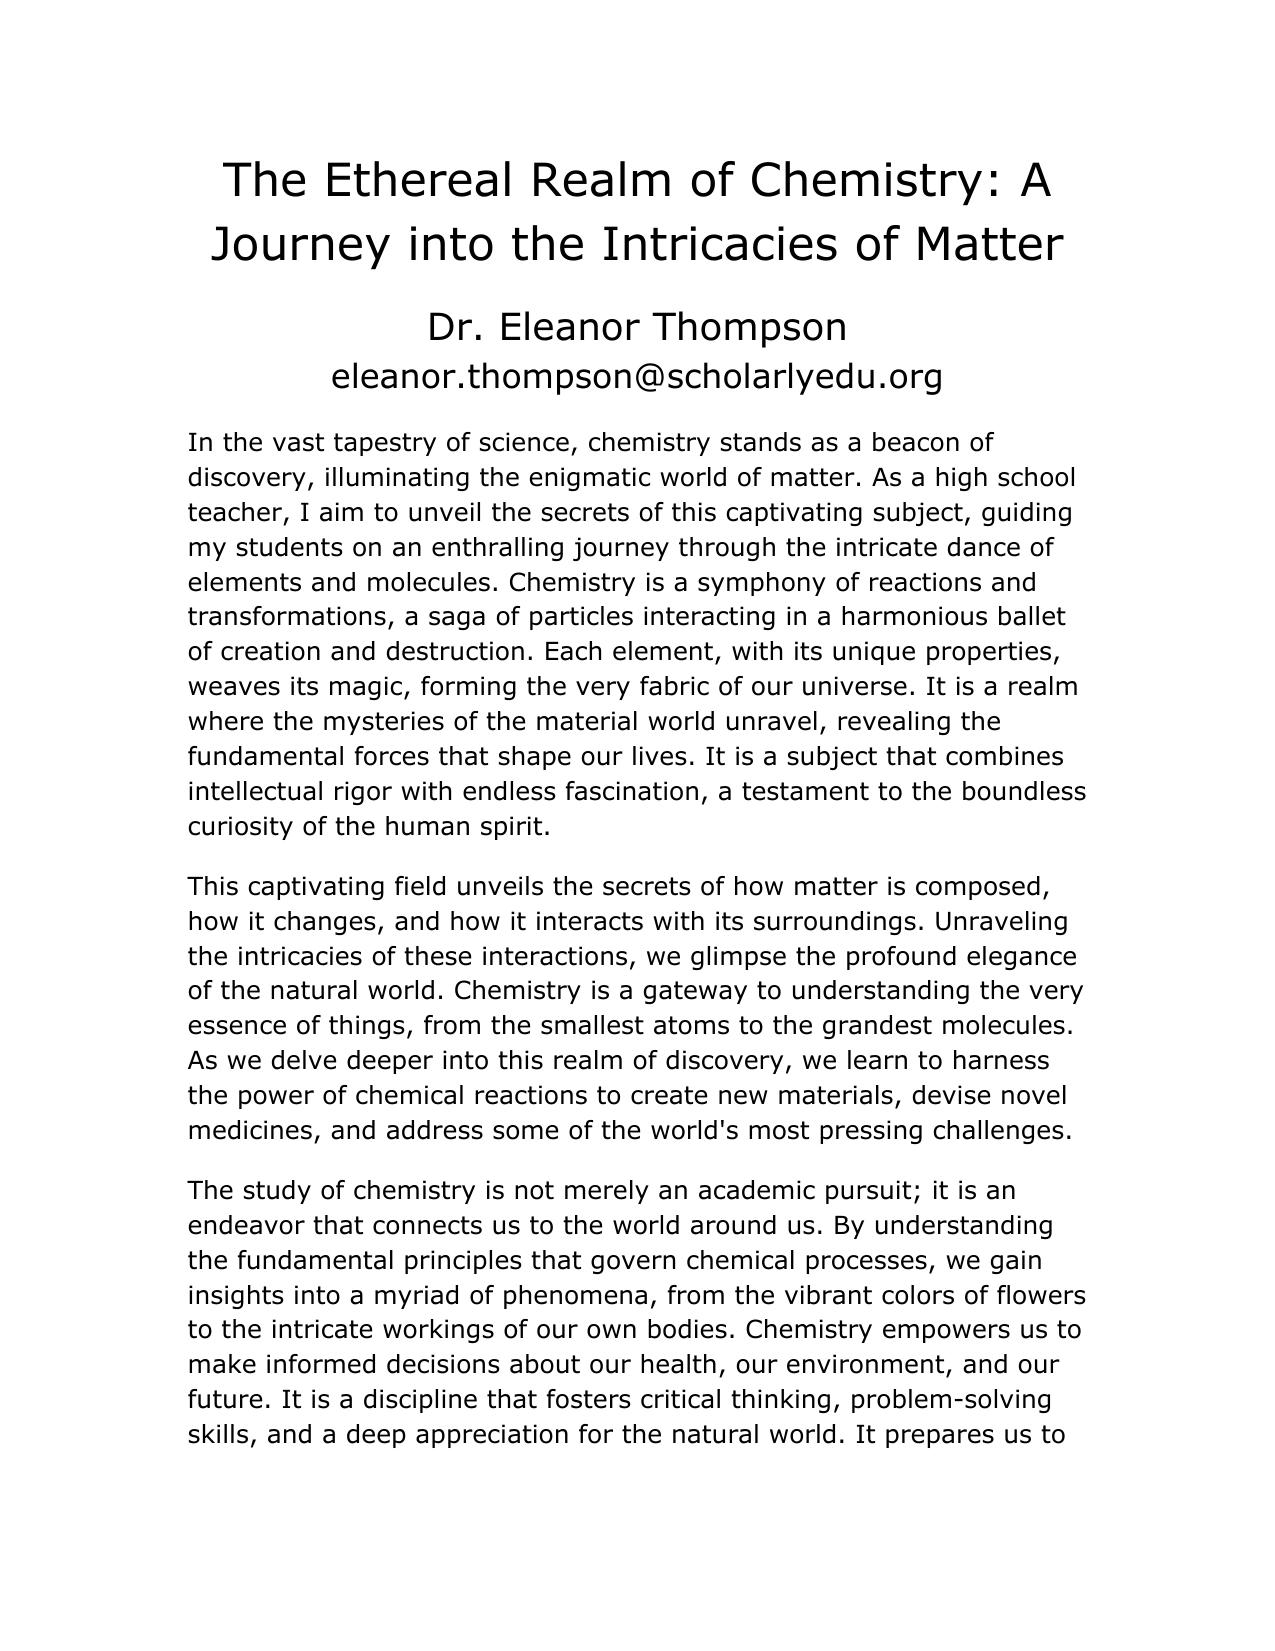 The Ethereal Realm of Chemistry: A
Journey into the Intricacies of Matter
Dr. Eleanor Thompson
eleanor.thompson@scholarlyedu.org
In the vast tapestry of science, chemistry stands as a beacon of
discovery, illuminating the enigmatic world of matter. As a high school
teacher, I aim to unveil the secrets of this captivating subject, guiding
my students on an enthralling journey through the intricate dance of
elements and molecules. Chemistry is a symphony of reactions and
transformations, a saga of particles interacting in a harmonious ballet
of creation and destruction. Each element, with its unique properties,
weaves its magic, forming the very fabric of our universe. It is a realm
where the mysteries of the material world unravel, revealing the
fundamental forces that shape our lives. It is a subject that combines
intellectual rigor with endless fascination, a testament to the boundless
curiosity of the human spirit.
This captivating field unveils the secrets of how matter is composed,
how it changes, and how it interacts with its surroundings. Unraveling
the intricacies of these interactions, we glimpse the profound elegance
of the natural world. Chemistry is a gateway to understanding the very
essence of things, from the smallest atoms to the grandest molecules.
As we delve deeper into this realm of discovery, we learn to harness
the power of chemical reactions to create new materials, devise novel
medicines, and address some of the world's most pressing challenges.
The study of chemistry is not merely an academic pursuit; it is an
endeavor that connects us to the world around us. By understanding
the fundamental principles that govern chemical processes, we gain
insights into a myriad of phenomena, from the vibrant colors of flowers
to the intricate workings of our own bodies. Chemistry empowers us to
make informed decisions about our health, our environment, and our
future. It is a discipline that fosters critical thinking, problem-solving
skills, and a deep appreciation for the natural world. It prepares us to